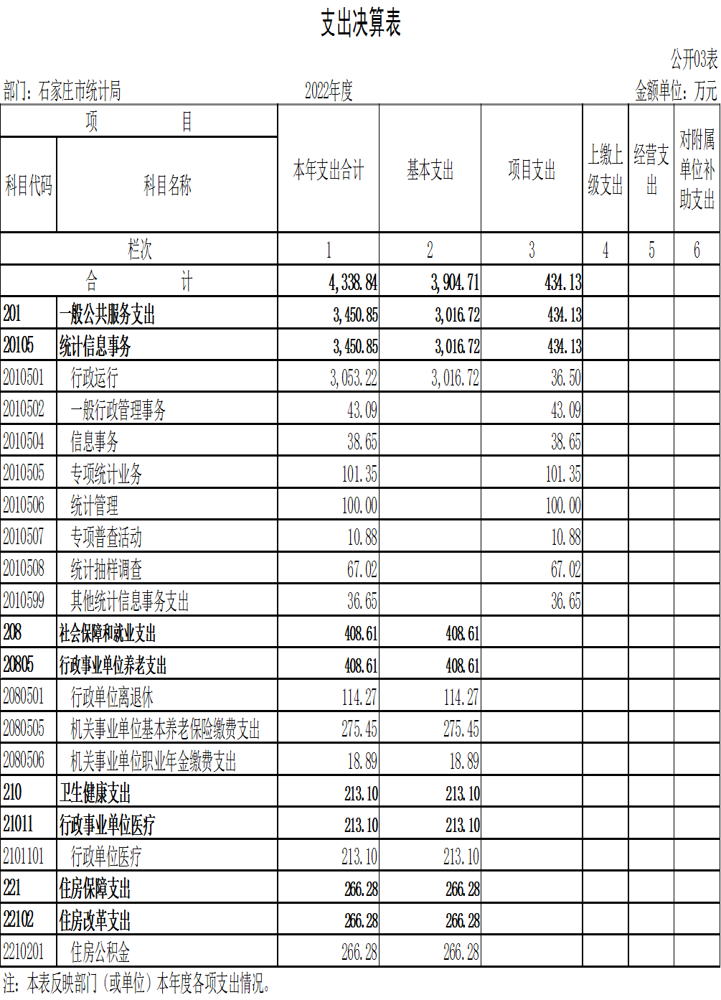 支出决算表
公开03表
部门：石家庄市统计局 2022年度 金额单位：万元
项 目 本年支出合计 基本支出 项目支出 上缴上级支出 经营支出 对附属单位补助支出
科目代码 科目名称
栏次 1 2 3 4 5 6
合 计 4,338.84 3,904.71 434.13
201 一般公共服务支出 3,450.85 3,016.72 434.13
20105 统计信息事务 3,450.85 3,016.72 434.13
2010501 行政运行 3,053.22 3,016.72 36.50
2010502 一般行政管理事务 43.09 43.09
2010504 信息事务 38.65 38.65
2010505 专项统计业务 101.35 101.35
2010506 统计管理 100.00 100.00
2010507 专项普查活动 10.88 10.88
2010508 统计抽样调查 67.02 67.02
2010599 其他统计信息事务支出 36.65 36.65
208 社会保障和就业支出 408.61 408.61
20805 行政事业单位养老支出 408.61 408.61
2080501 行政单位离退休 114.27 114.27
2080505 机关事业单位基本养老保险缴费支出 275.45 275.45
2080506 机关事业单位职业年金缴费支出 18.89 18.89
210 卫生健康支出 213.10 213.10
21011 行政事业单位医疗 213.10 213.10
2101101 行政单位医疗 213.10 213.10
221 住房保障支出 266.28 266.28
22102 住房改革支出 266.28 266.28
2210201 住房公积金 266.28 266.28
注：本表反映部门（或单位）本年度各项支出情况。